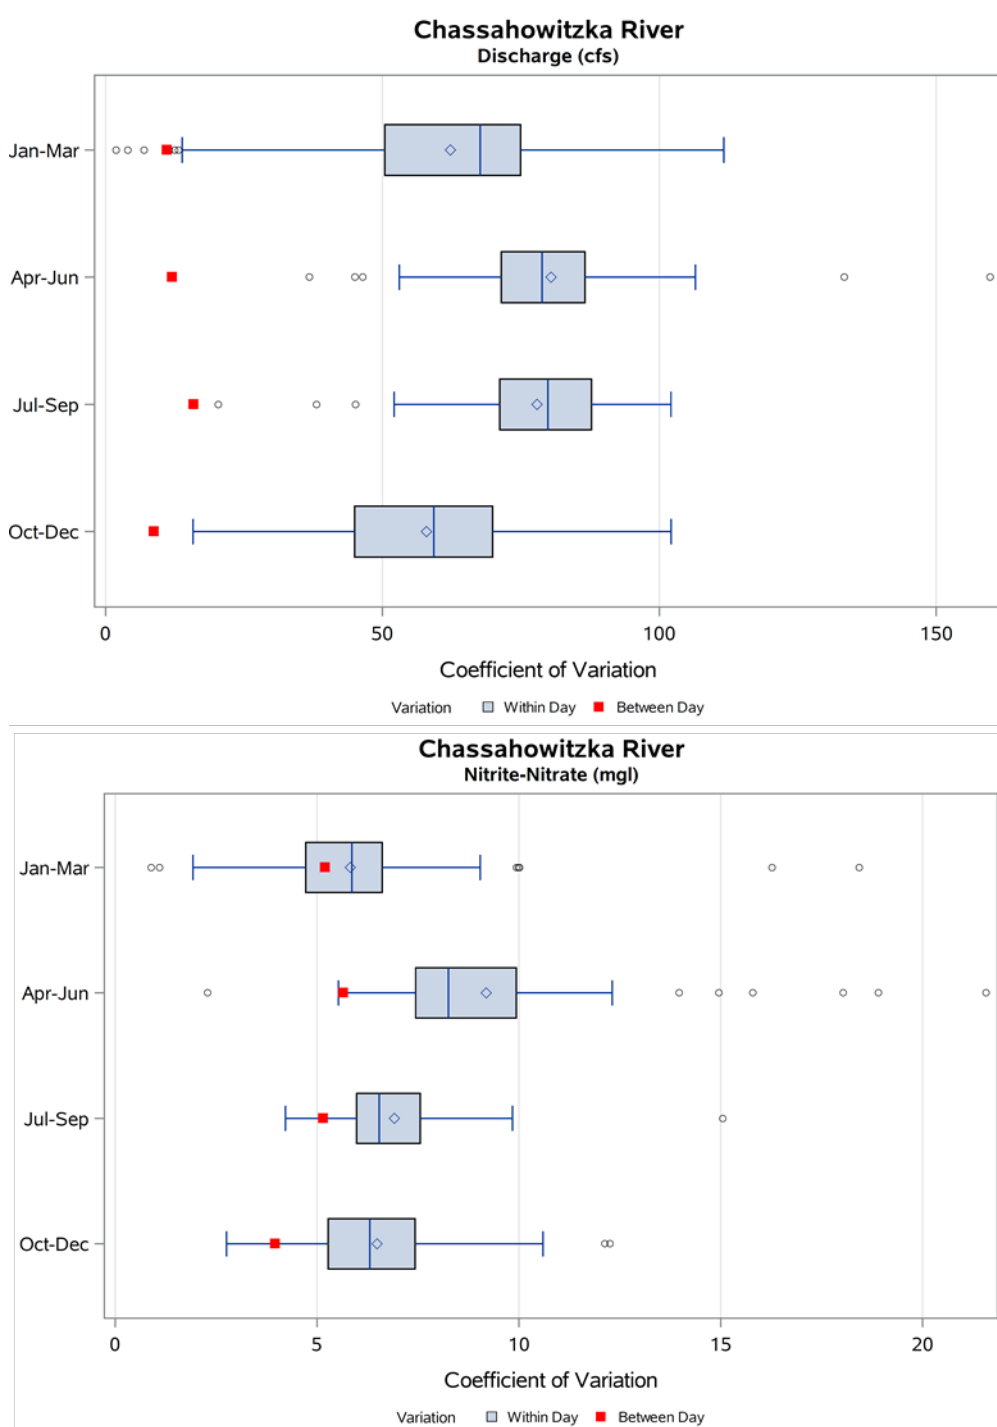 Chassahowitzka River
Discharge (cfs)
Jan-Mar
Apr-Jun
Jul-Sep
Oct-Dec
0 50 100 150
Coefficient of Variation
Variation Within Day Between Day
Chassahowitzka River
Nitrite-Nitrate (mgl)
Jan-Mar
Apr-Jun
Jul-Sep
Oct-Dec
0 5 10 15 20
Coefficient of Variation
Variation Within Day Between Day